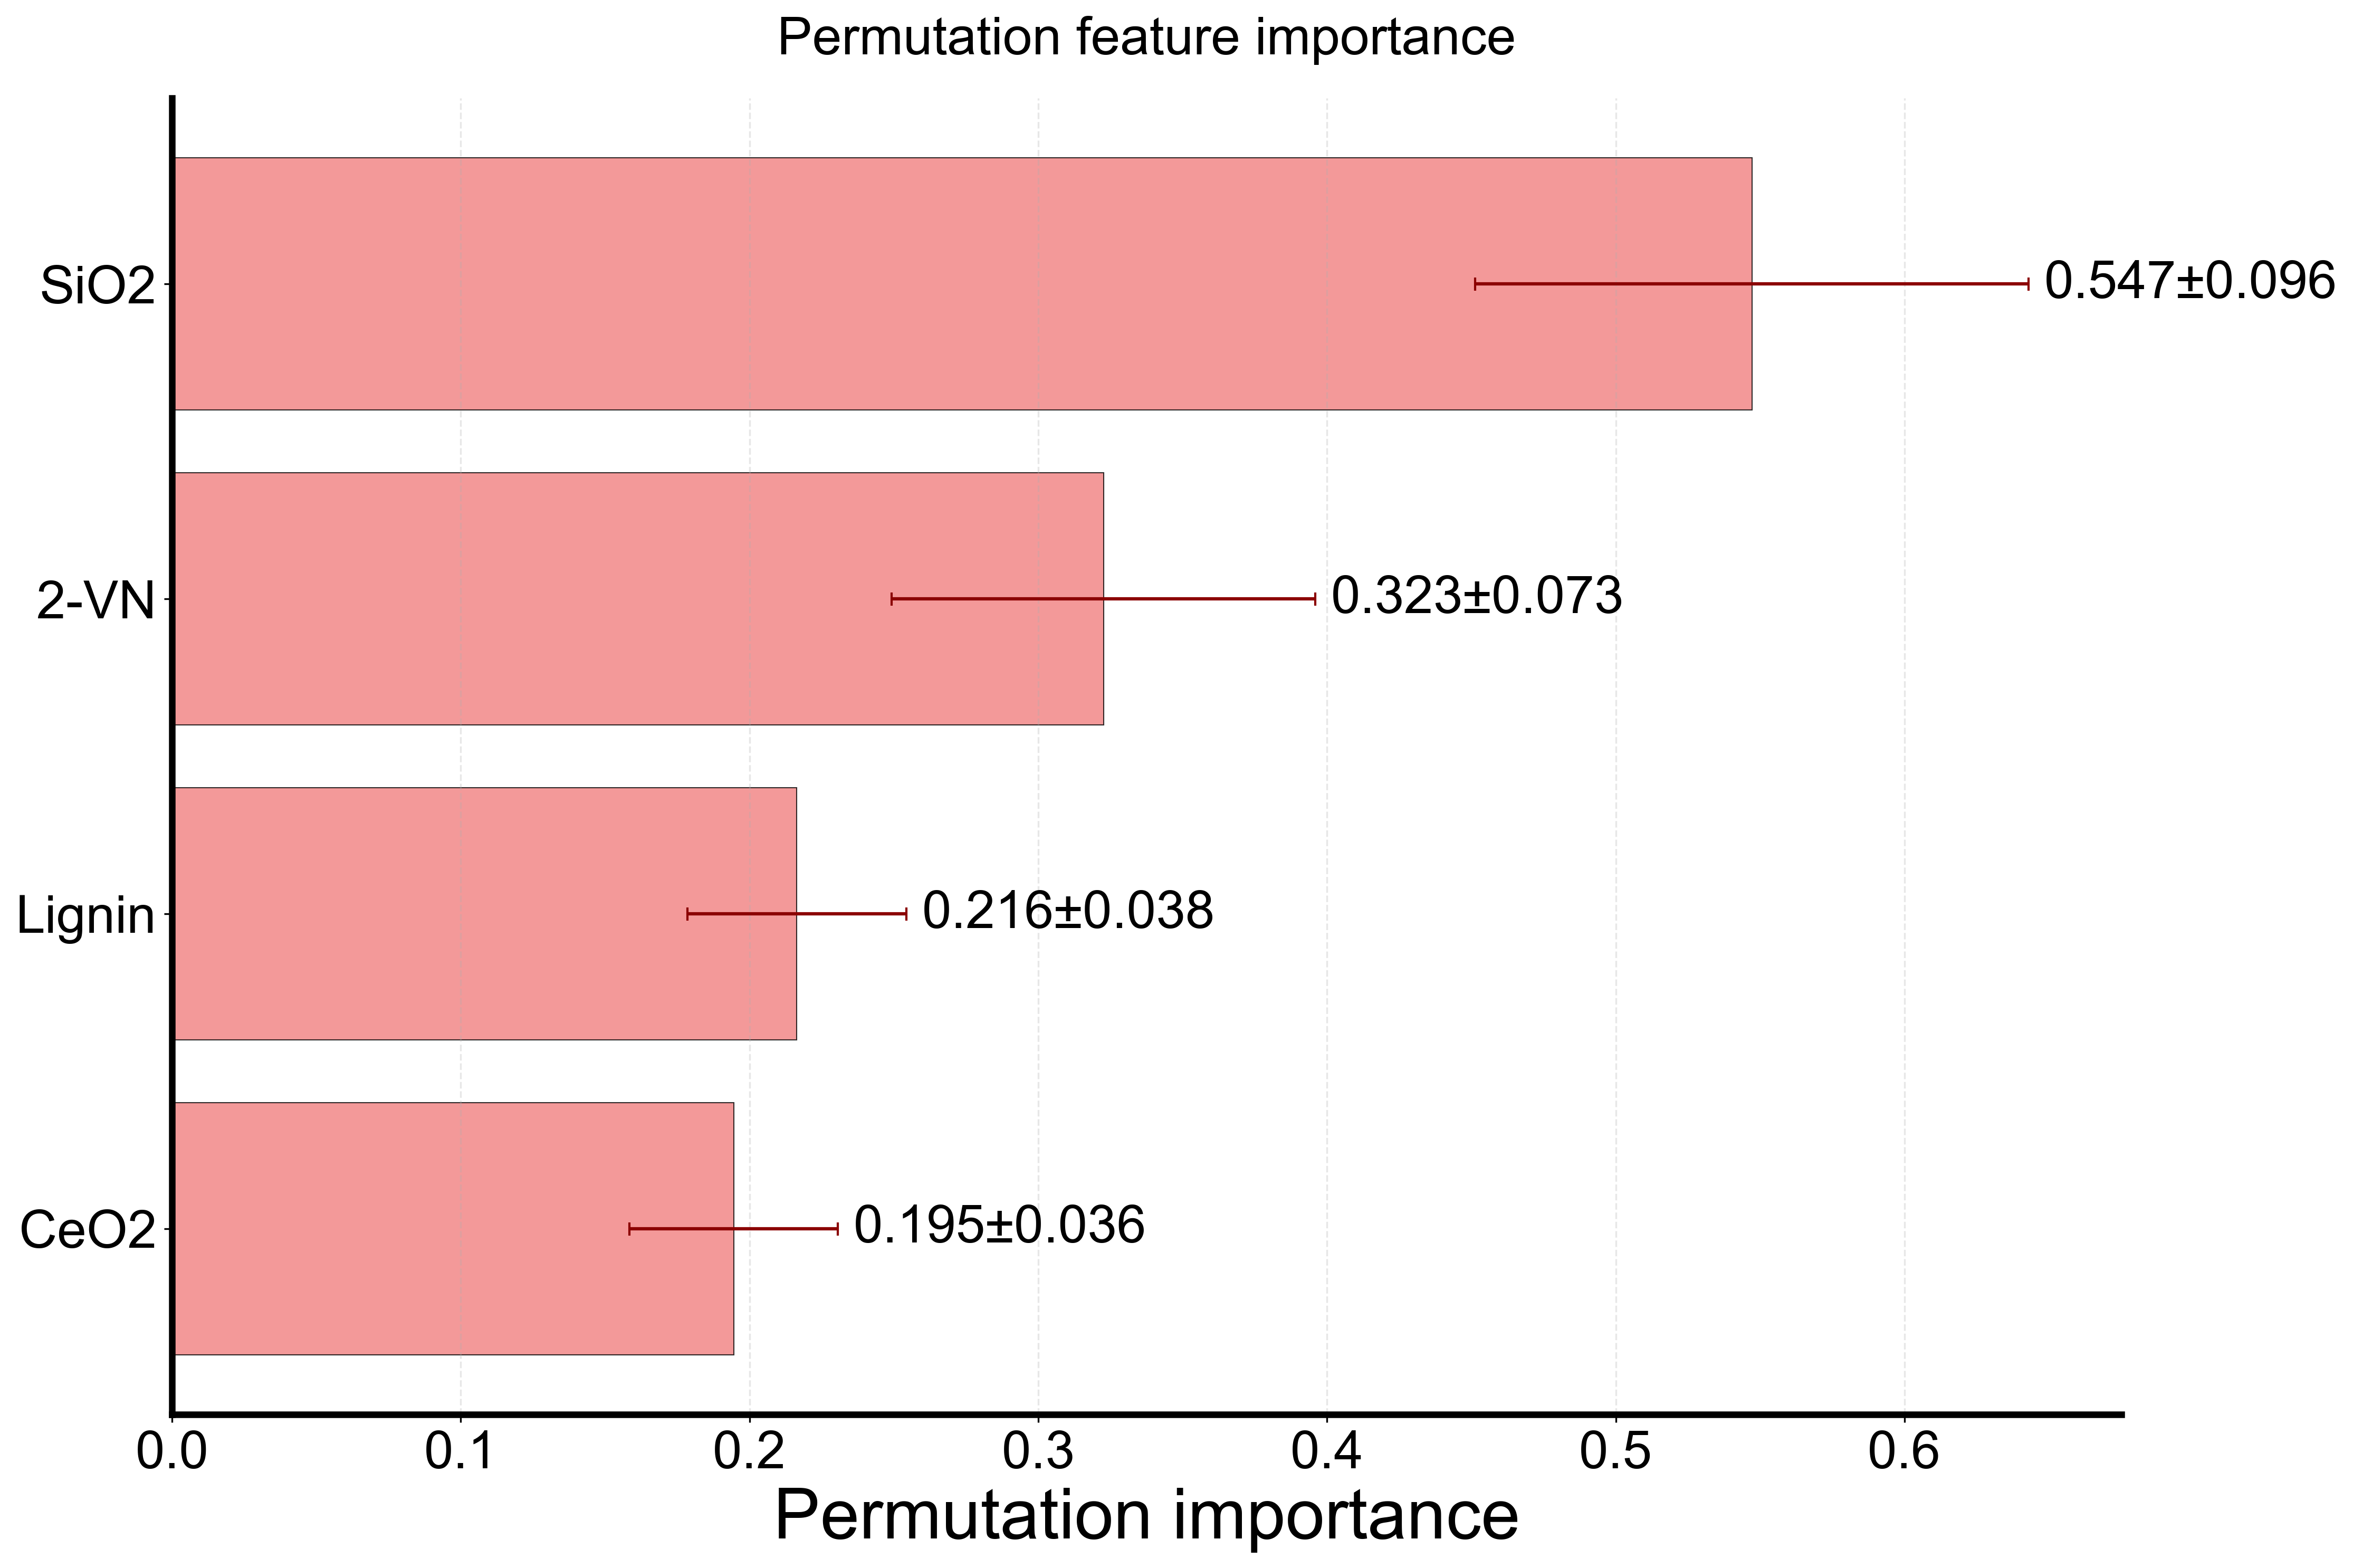 Permutation feature importance
SiO2
0.547±0.096
2-VN
0.323±0.073
Lignin
0.216±0.038
CeO2
0.195±0.036
0.0 0.1 0.2 0.3 0.4 0.5 0.6
Permutation importance